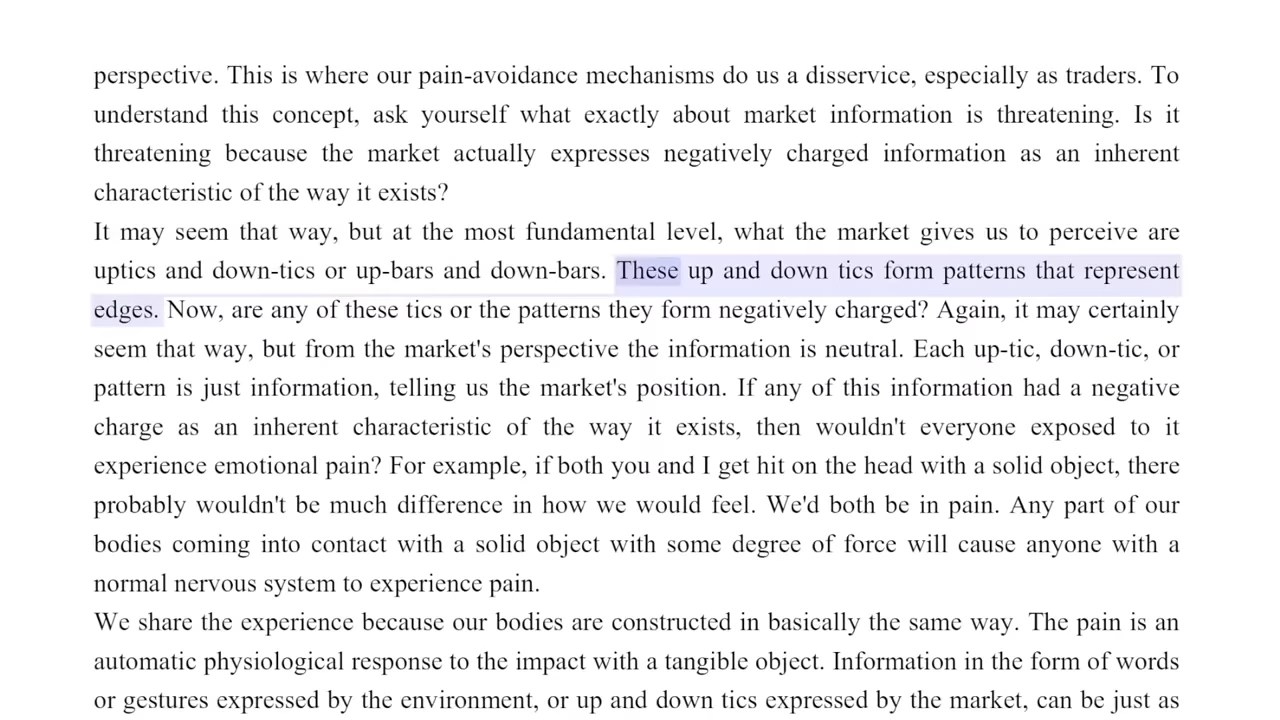 perspective. This is where our pain-avoidance mechanisms do us a disservice, especially as traders. To
understand this concept, ask yourself what exactly about market information is threatening. Is it
threatening because the market actually expresses negatively charged information as an inherent
characteristic of the way it exists?
It may seem that way, but at the most fundamental level, what the market gives us to perceive are
uptics and down-tics or up-bars and down-bars. These up and down tics form patterns that represent
edges. Now, are any of these tics or the patterns they form negatively charged? Again, it may certainly
seem that way, but from the market's perspective the information is neutral. Each up-tic, down-tic, or
pattern is just information, telling us the market's position. If any of this information had a negative
charge as an inherent characteristic of the way it exists, then wouldn't everyone exposed to it
experience emotional pain? For example, if both you and I get hit on the head with a solid object, there
probably wouldn't be much difference in how we would feel. We'd both be in pain. Any part of our
bodies coming into contact with a solid object with some degree of force will cause anyone with a
normal nervous system to experience pain.
We share the experience because our bodies are constructed in basically the same way. The pain is an
automatic physiological response to the impact with a tangible object. Information in the form of words
or gestures expressed by the environment, or up and down tics expressed by the market, can be just as